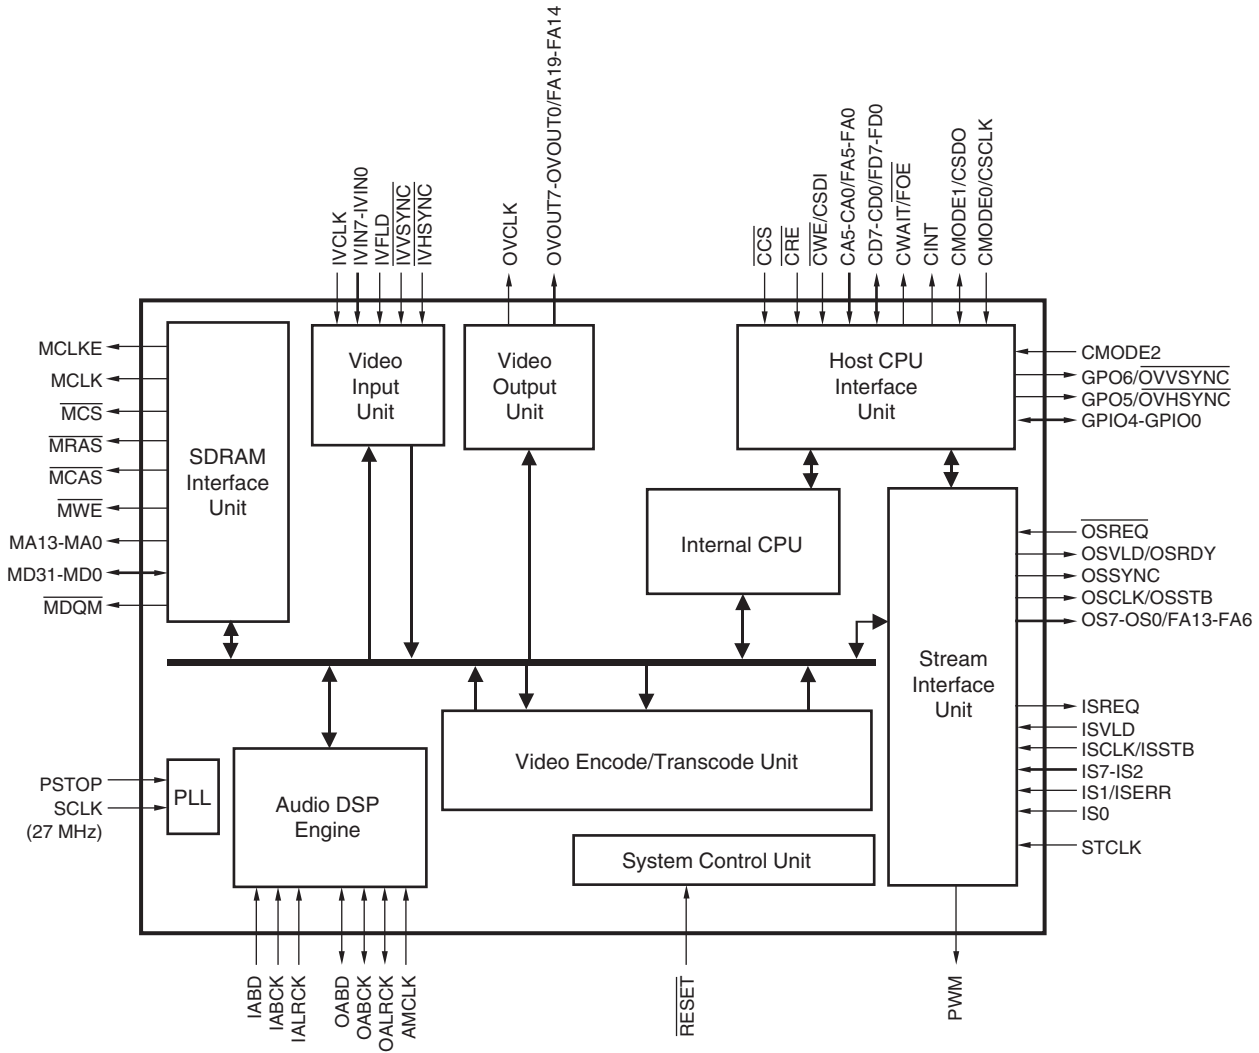 IVCLK
IVIN7-IVIN0
IVFLD
IVVSYNC
IVHSYNC
OVCLK
OVOUT7-OVOUT0/FA19-FA14
CCS
CRE
CWE/CSDI
CA5-CA0/FA5-FA0
CD7-CD0/FD7-FD0
CWAIT/FOE
CINT
CMODE1/CSDO
CMODE0/CSCLK
MCLKE
MCLK
MCS
MRAS
MCAS
MWE
MA13-MA0
MD31-MD0
MDQM
SDRAM
Interface
Unit
Video
Input
Unit
Video
Output
Unit
Host CPU
Interface
Unit
CMODE2
GPO6/OVVSYNC
GPO5/OVHSYNC
GPIO4-GPIO0
Internal CPU
Stream
Interface
Unit
OSREQ
OSVLD/OSRDY
OSSYNC
OSCLK/OSSTB
OS7-OS0/FA13-FA6
ISREQ
ISVLD
ISCLK/ISSTB
IS7-IS2
IS1/ISERR
IS0
STCLK
Video Encode/Transcode Unit
PSTOP
SCLK
(27 MHz)
PLL
Audio DSP
Engine
System Control Unit
IABD
IABCK
IALRCK
OABD
OABCK
OALRCK
AMCLK
RESET
PWM